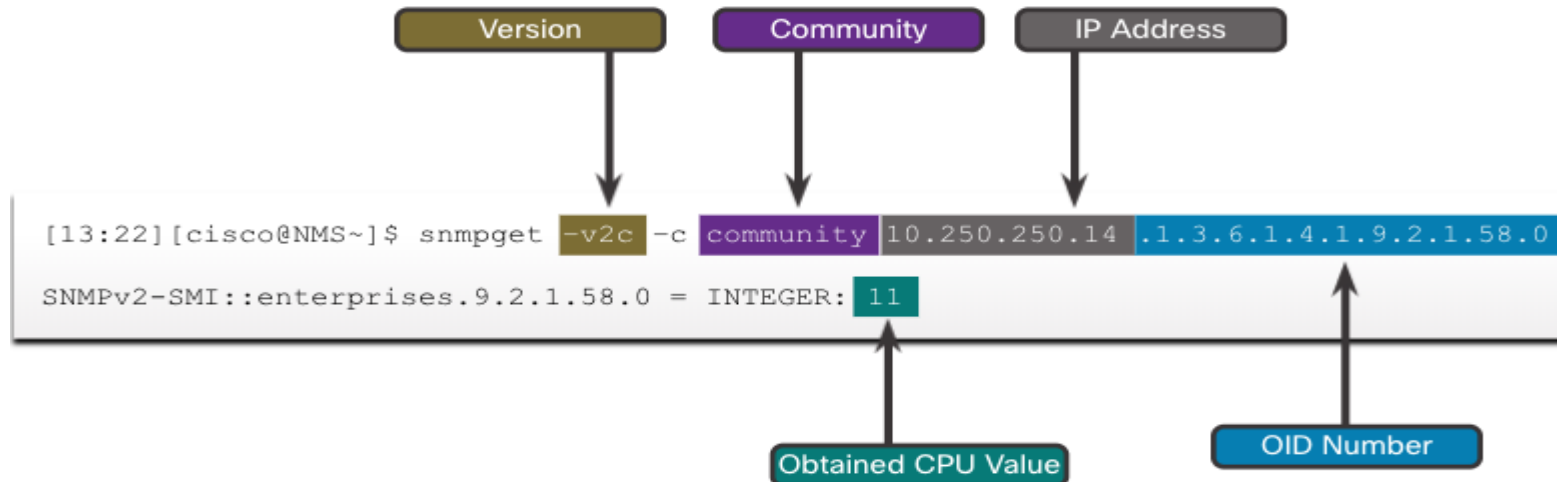 Version Community IP Address
[13:22][cisco@NMS~]$ snmpget -v2c -c community 10.250.250.14 .1.3.6.1.4.1.9.2.1.58.0
SNMPv2-SMI::enterprises.9.2.1.58.0 = INTEGER: 11
Obtained CPU Value OID Number